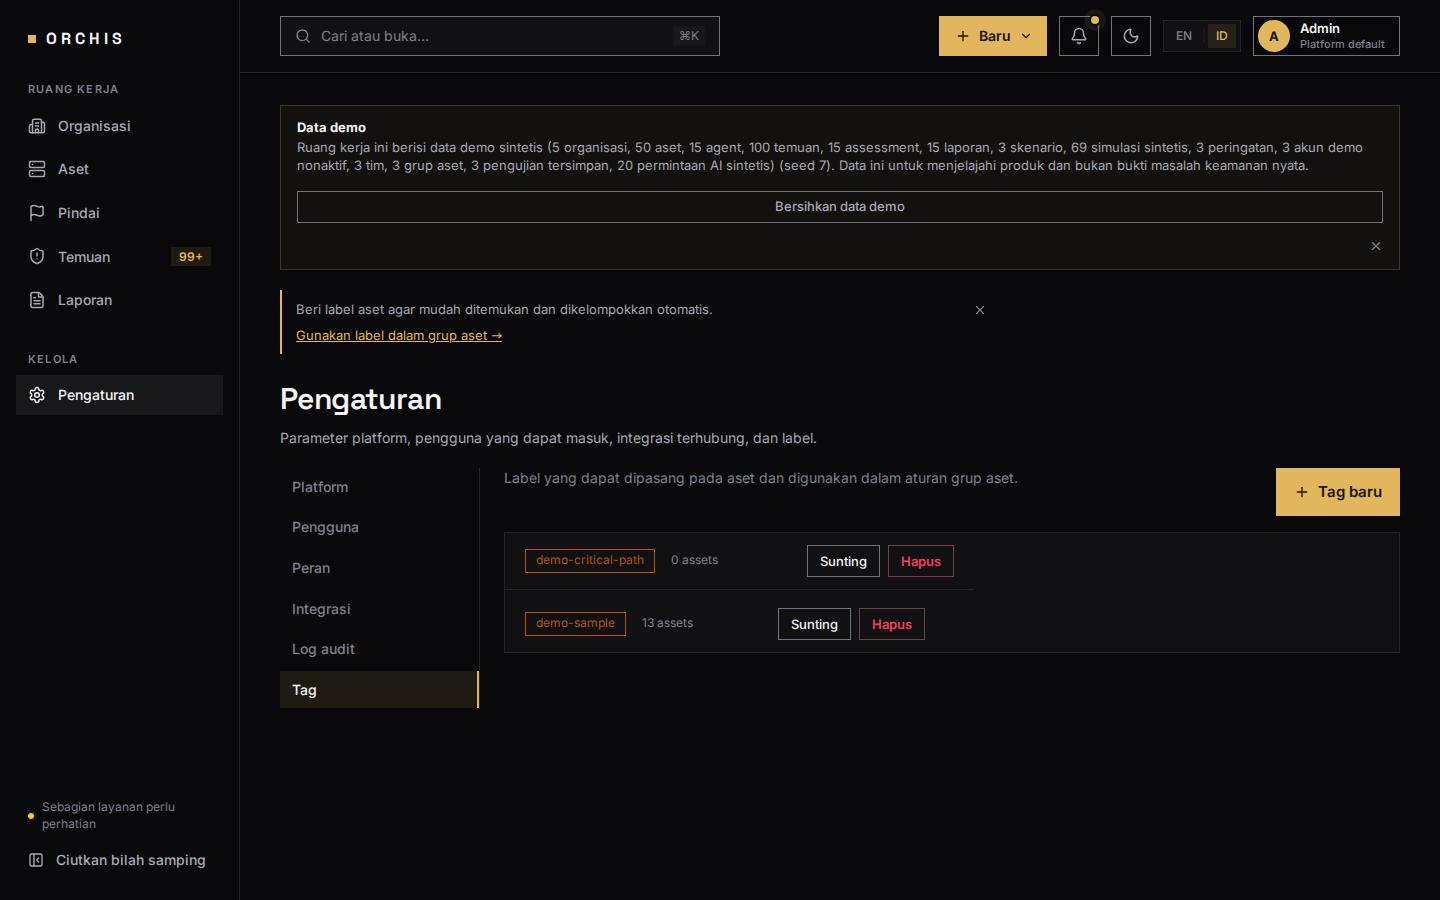 ORCHIS
Cari atau buka...
⌘K
Baru
EN
ID
A
Admin
Platform default
RUANG KERJA
Organisasi
Aset
Pindai
Temuan
99+
Laporan
KELOLA
Pengaturan
Data demo
Ruang kerja ini berisi data demo sintetis (5 organisasi, 50 aset, 15 agent, 100 temuan, 15 assessment, 15 laporan, 3 skenario, 69 simulasi sintetis, 3 peringatan, 3 akun demo
nonaktif, 3 tim, 3 grup aset, 3 pengujian tersimpan, 20 permintaan AI sintetis) (seed 7). Data ini untuk menjelajahi produk dan bukan bukti masalah keamanan nyata.
Bersihkan data demo
Beri label aset agar mudah ditemukan dan dikelompokkan otomatis.
Gunakan label dalam grup aset →
Pengaturan
Parameter platform, pengguna yang dapat masuk, integrasi terhubung, dan label.
Platform
Pengguna
Peran
Integrasi
Log audit
Tag
Label yang dapat dipasang pada aset dan digunakan dalam aturan grup aset.
Tag baru
demo-critical-path
0 assets
Sunting
Hapus
demo-sample
13 assets
Sunting
Hapus
Sebagian layanan perlu
perhatian
Ciutkan bilah samping